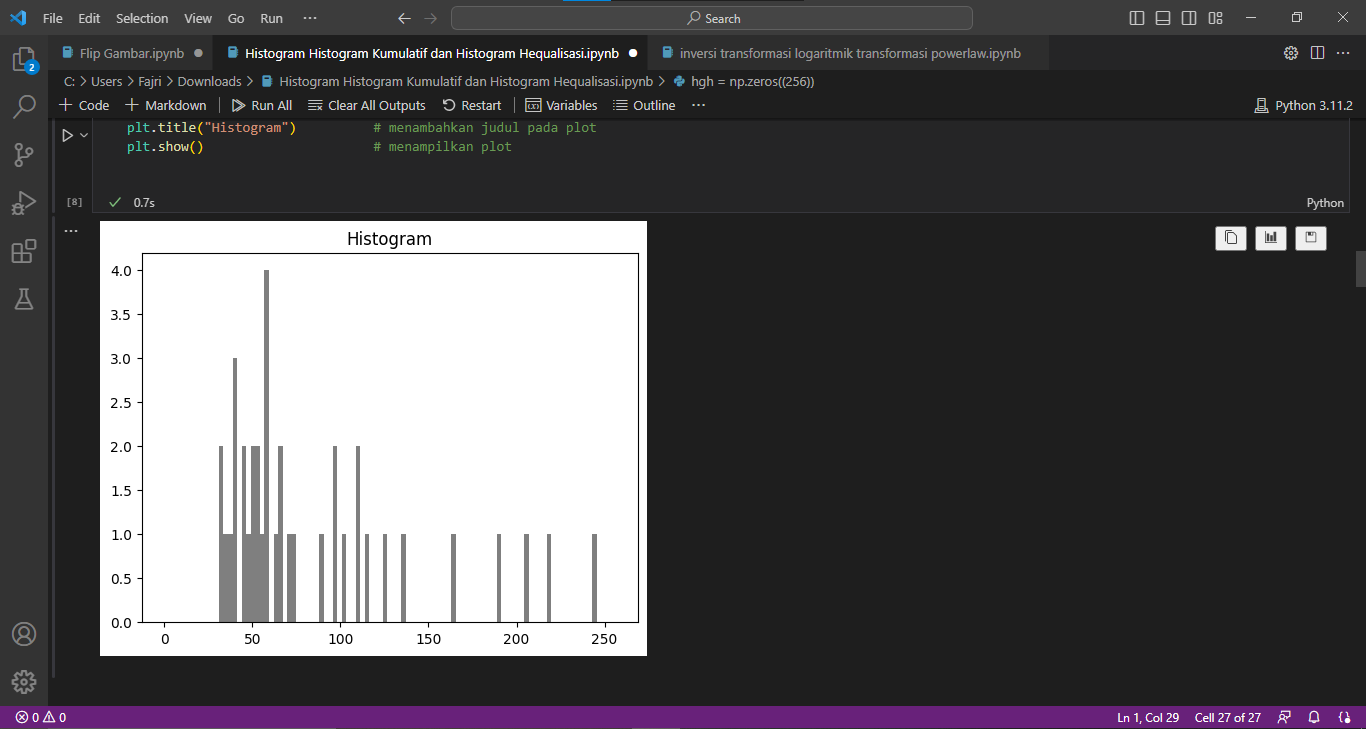 File Edit Selection View Go Run ··· Search
Flip Gambar.ipynb Histogram Histogram Kumulatif dan Histogram Hequalisasi.ipynb inversi transformasi logaritmik transformasi powerlaw.ipynb
2
C: > Users > Fajri > Downloads > Histogram Histogram Kumulatif dan Histogram Hequalisasi.ipynb > hgh = np.zeros((256))
+ Code + Markdown Run All Clear All Outputs Restart Variables Outline ··· Python 3.11.2
plt.title("Histogram") # menambahkan judul pada plot
plt.show() # menampilkan plot
[8] 0.7s Python
Histogram
4.0
3.5
3.0
2.5
2.0
1.5
1.0
0.5
0.0
0 50 100 150 200 250
0 0 Ln 1, Col 29 Cell 27 of 27